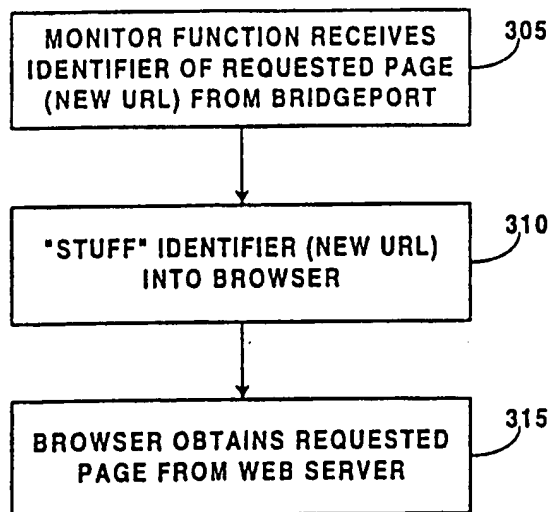 MONITOR FUNCTION RECEIVES
IDENTIFIER OF REQUESTED PAGE
(NEW URL) FROM BRIDGEPORT
305
"STUFF" IDENTIFIER (NEW URL)
INTO BROWSER
310
BROWSER OBTAINS REQUESTED
PAGE FROM WEB SERVER
315